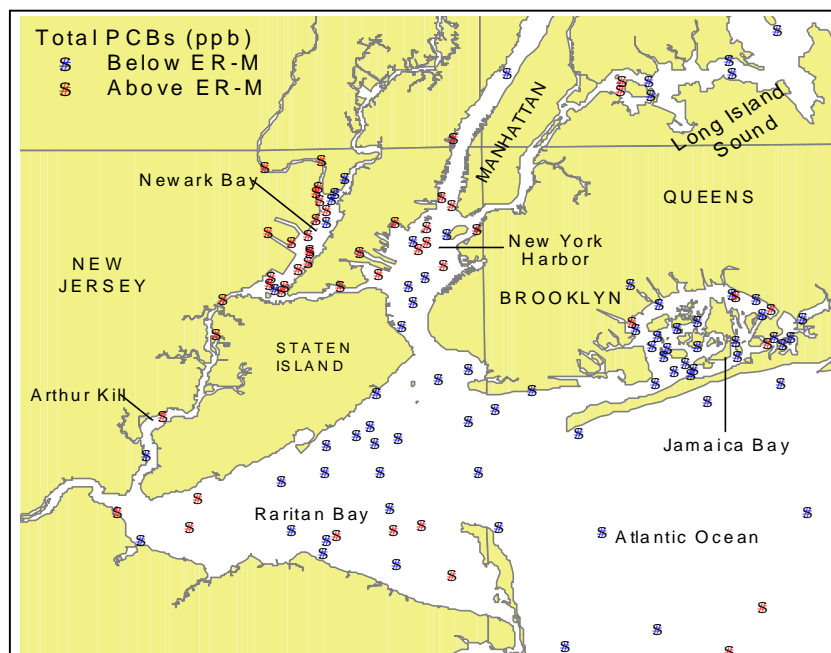 Total PCBs (ppb)
$ Below ER-M
$ Above ER-M
MANHATTAN
Long Island
Sound
Newark Bay
QUEENS
NEW
JERSEY
New York
Harbor
BROOKLYN
STATEN
ISLAND
Arthur Kill
Jamaica Bay
Raritan Bay
Atlantic Ocean